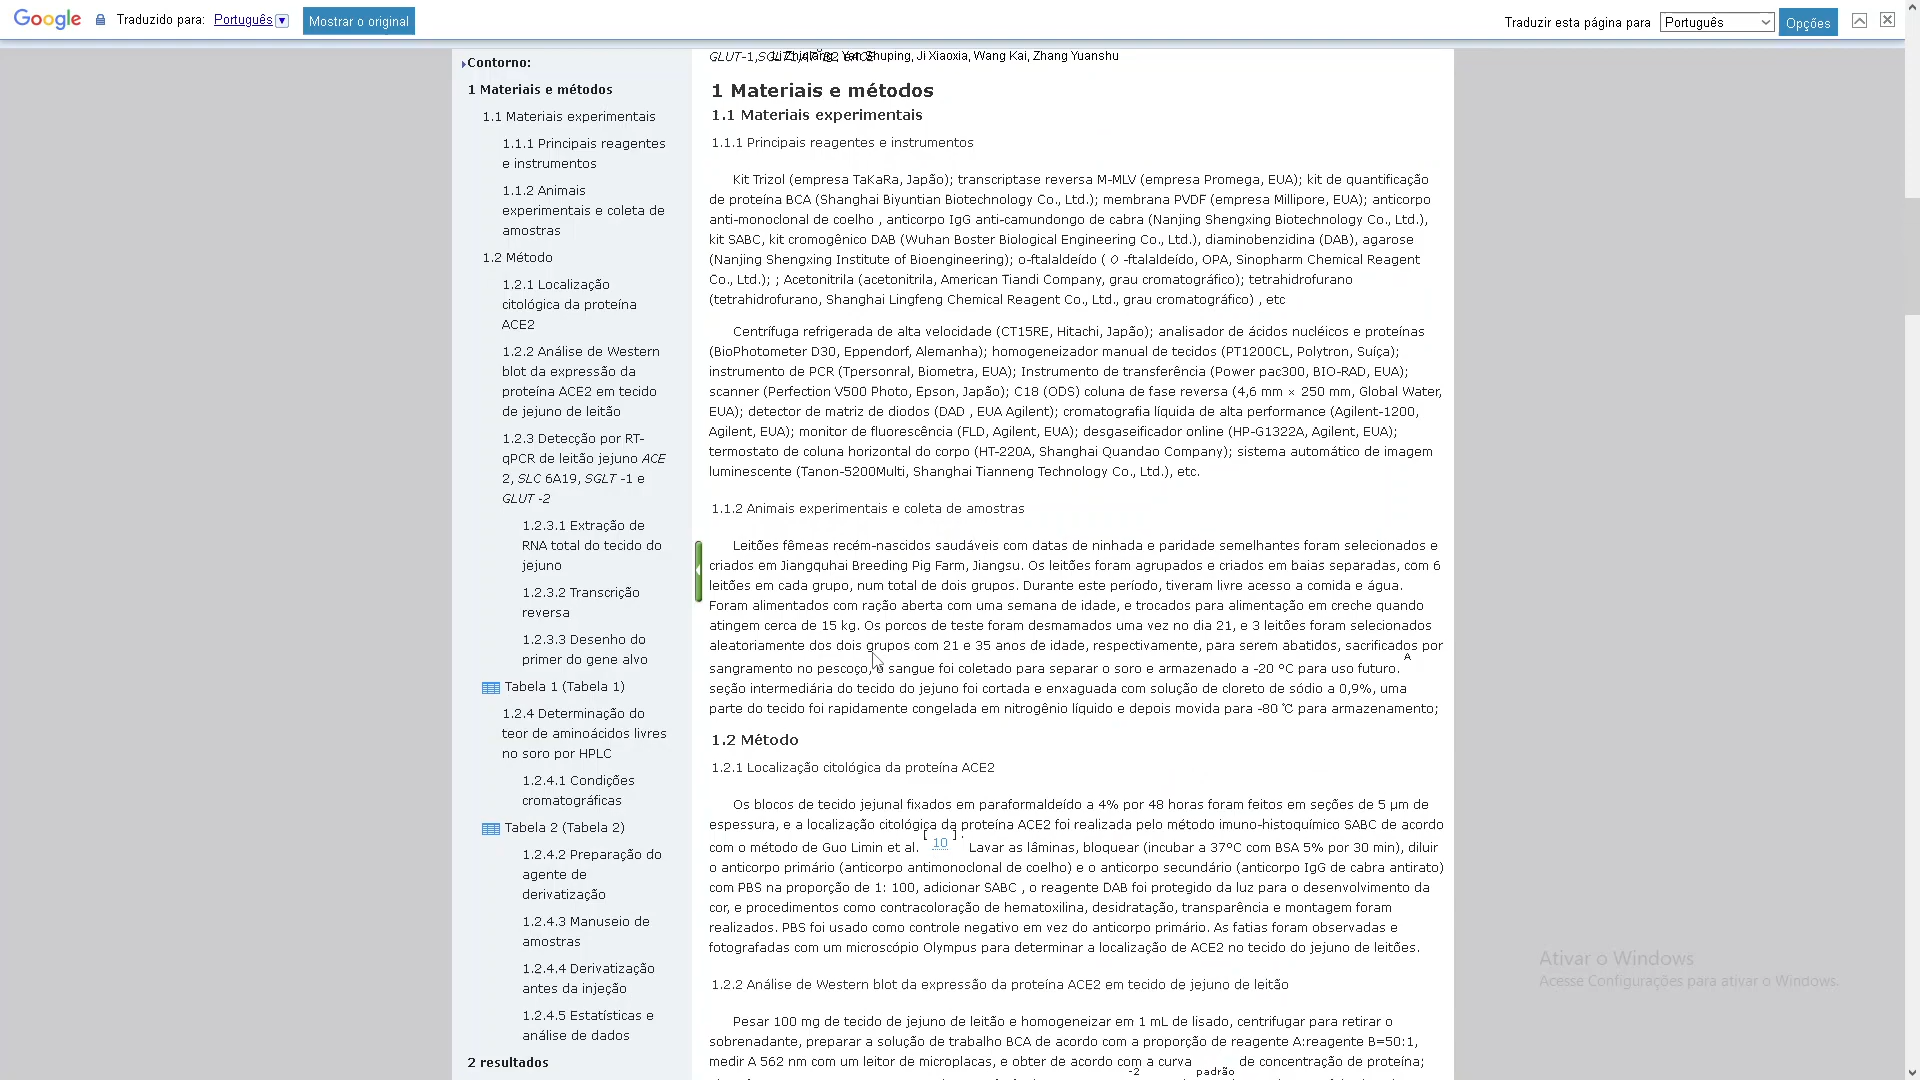 Google Traduzido para: Português Mostrar o original
Traduzir esta página para Português Opções
Contorno:
1 Materiais e métodos
1.1 Materiais experimentais
1.1.1 Principais reagentes
e instrumentos
1.1.2 Animais
experimentais e coleta de
amostras
1.2 Método
1.2.1 Localização
citológica da proteína
ACE2
1.2.2 Análise de Western
blot da expressão da
proteína ACE2 em tecido
de jejuno de leitão
1.2.3 Detecção por RT-
qPCR de leitão jejuno ACE
2, SLC 6A19, SGLT -1 e
GLUT -2
1.2.3.1 Extração de
RNA total do tecido do
jejuno
1.2.3.2 Transcrição
reversa
1.2.3.3 Desenho do
primer do gene alvo
Tabela 1 (Tabela 1)
1.2.4 Determinação do
teor de aminoácidos livres
no soro por HPLC
1.2.4.1 Condições
cromatográficas
Tabela 2 (Tabela 2)
1.2.4.2 Preparação do
agente de
derivatização
1.2.4.3 Manuseio de
amostras
1.2.4.4 Derivatização
antes da injeção
1.2.4.5 Estatísticas e
análise de dados
2 resultados
GLUT-1, Shuping, Ji Xiaoxia, Wang Kai, Zhang Yuanshu
1 Materiais e métodos
1.1 Materiais experimentais
1.1.1 Principais reagentes e instrumentos
Kit Trizol (empresa TaKaRa, Japão); transcriptase reversa M-MLV (empresa Promega, EUA); kit de quantificação
de proteína BCA (Shanghai Biyuntian Biotechnology Co., Ltd.); membrana PVDF (empresa Millipore, EUA); anticorpo
anti-monoclonal de coelho , anticorpo IgG anti-camundongo de cabra (Nanjing Shengxing Biotechnology Co., Ltd.),
kit SABC, kit cromogênico DAB (Wuhan Boster Biological Engineering Co., Ltd.), diaminobenzidina (DAB), agarose
(Nanjing Shengxing Institute of Bioengineering); o-ftalaldeído ( O -ftalaldeído, OPA, Sinopharm Chemical Reagent
Co., Ltd.); ; Acetonitrila (acetonitrila, American Tiandi Company, grau cromatográfico); tetrahidrofurano
(tetrahidrofurano, Shanghai Lingfeng Chemical Reagent Co., Ltd., grau cromatográfico) , etc
Centrífuga refrigerada de alta velocidade (CT15RE, Hitachi, Japão); analisador de ácidos nucléicos e proteínas
(BioPhotometer D30, Eppendorf, Alemanha); homogeneizador manual de tecidos (PT1200CL, Polytron, Suíça);
instrumento de PCR (Tpersonral, Biometra, EUA); Instrumento de transferência (Power pac300, BIO-RAD, EUA);
scanner (Perfection V500 Photo, Epson, Japão); C18 (ODS) coluna de fase reversa (4,6 mm × 250 mm, Global Water,
EUA); detector de matriz de diodos (DAD , EUA Agilent); cromatografia líquida de alta performance (Agilent-1200,
Agilent, EUA); monitor de fluorescência (FLD, Agilent, EUA); desgaseificador online (HP-G1322A, Agilent, EUA);
termostato de coluna horizontal do corpo (HT-220A, Shanghai Quandao Company); sistema automático de imagem
luminescente (Tanon-5200Multi, Shanghai Tianneng Technology Co., Ltd.), etc.
1.1.2 Animais experimentais e coleta de amostras
Leitões fêmeas recém-nascidos saudáveis com datas de ninhada e paridade semelhantes foram selecionados e
criados em Jiangquhai Breeding Pig Farm, Jiangsu. Os leitões foram agrupados e criados em baias separadas, com 6
leitões em cada grupo, num total de dois grupos. Durante este período, tiveram livre acesso a comida e água.
Foram alimentados com ração aberta com uma semana de idade, e trocados para alimentação em creche quando
atingem cerca de 15 kg. Os porcos de teste foram desmamados uma vez no dia 21, e 3 leitões foram selecionados
aleatoriamente dos dois grupos com 21 e 35 anos de idade, respectivamente, para serem abatidos, sacrificados por
sangramento no pescoço, o sangue foi coletado para separar o soro e armazenado a -20 °C para uso futuro. A
seção intermediária do tecido do jejuno foi cortada e enxaguada com solução de cloreto de sódio a 0,9%, uma
parte do tecido foi rapidamente congelada em nitrogênio líquido e depois movida para -80 ℃ para armazenamento;
1.2 Método
1.2.1 Localização citológica da proteína ACE2
Os blocos de tecido jejunal fixados em paraformaldeído a 4% por 48 horas foram feitos em seções de 5 μm de
espessura, e a localização citológica da proteína ACE2 foi realizada pelo método imuno-histoquímico SABC de acordo
com o método de Guo Limin et al. [ 10 ] . Lavar as lâminas, bloquear (incubar a 37°C com BSA 5% por 30 min), diluir
o anticorpo primário (anticorpo antimonoclonal de coelho) e o anticorpo secundário (anticorpo IgG de cabra antirato)
com PBS na proporção de 1: 100, adicionar SABC , o reagente DAB foi protegido da luz para o desenvolvimento da
cor, e procedimentos como contracoloração de hematoxilina, desidratação, transparência e montagem foram
realizados. PBS foi usado como controle negativo em vez do anticorpo primário. As fatias foram observadas e
fotografadas com um microscópio Olympus para determinar a localização de ACE2 no tecido do jejuno de leitões.
1.2.2 Análise de Western blot da expressão da proteína ACE2 em tecido de jejuno de leitão
Pesar 100 mg de tecido de jejuno de leitão e homogeneizar em 1 mL de lisado, centrifugar para retirar o
sobrenadante, preparar a solução de trabalho BCA de acordo com a proporção de reagente A:reagente B=50:1,
medir A 562 nm com um leitor de microplacas, e obter de acordo com a curva padrão de concentração de proteína;
-2
Ativar o Windows
Acesse Configurações para ativar o Windows.